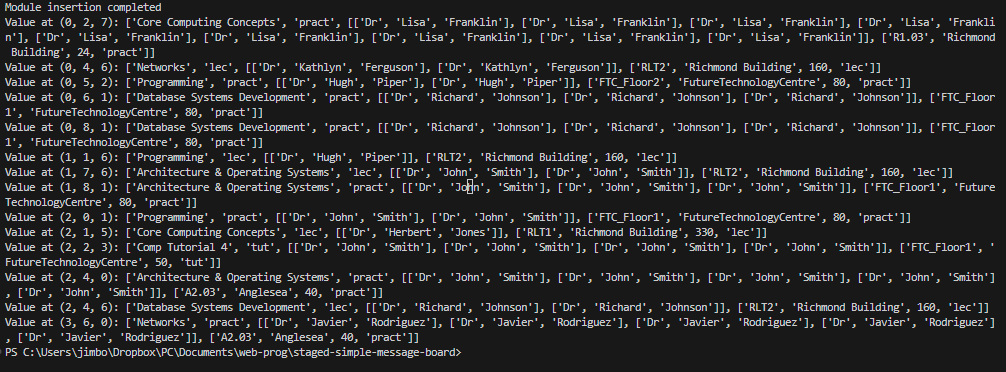 Module insertion completed
Value at (0, 2, 7): ['Core Computing Concepts', 'pract', [['Dr', 'Lisa', 'Franklin'], ['Dr', 'Lisa', 'Franklin'], ['Dr', 'Lisa', 'Franklin'], ['Dr', 'Lisa', 'Frankli
n'], ['Dr', 'Lisa', 'Franklin'], ['Dr', 'Lisa', 'Franklin'], ['Dr', 'Lisa', 'Franklin'], ['Dr', 'Lisa', 'Franklin'], ['Dr', 'Lisa', 'Franklin']], ['R1.03', 'Richmond
 Building', 24, 'pract']]
Value at (0, 4, 6): ['Networks', 'lec', [['Dr', 'Kathlyn', 'Ferguson'], ['Dr', 'Kathlyn', 'Ferguson']], ['RLT2', 'Richmond Building', 160, 'lec']]
Value at (0, 5, 2): ['Programming', 'pract', [['Dr', 'Hugh', 'Piper'], ['Dr', 'Hugh', 'Piper']], ['FTC_Floor2', 'FutureTechnologyCentre', 80, 'pract']]
Value at (0, 6, 1): ['Database Systems Development', 'pract', [['Dr', 'Richard', 'Johnson'], ['Dr', 'Richard', 'Johnson'], ['Dr', 'Richard', 'Johnson']], ['FTC_Floor
1', 'FutureTechnologyCentre', 80, 'pract']]
Value at (0, 8, 1): ['Database Systems Development', 'pract', [['Dr', 'Richard', 'Johnson'], ['Dr', 'Richard', 'Johnson'], ['Dr', 'Richard', 'Johnson']], ['FTC_Floor
1', 'FutureTechnologyCentre', 80, 'pract']]
Value at (1, 1, 6): ['Programming', 'lec', [['Dr', 'Hugh', 'Piper']], ['RLT2', 'Richmond Building', 160, 'lec']]
Value at (1, 7, 6): ['Architecture & Operating Systems', 'lec', [['Dr', 'John', 'Smith'], ['Dr', 'John', 'Smith']], ['RLT2', 'Richmond Building', 160, 'lec']]
Value at (1, 8, 1): ['Architecture & Operating Systems', 'pract', [['Dr', 'John', 'Smith'], ['Dr', 'John', 'Smith'], ['Dr', 'John', 'Smith']], ['FTC_Floor1', 'Future
TechnologyCentre', 80, 'pract']]
Value at (2, 0, 1): ['Programming', 'pract', [['Dr', 'John', 'Smith'], ['Dr', 'John', 'Smith']], ['FTC_Floor1', 'FutureTechnologyCentre', 80, 'pract']]
Value at (2, 1, 5): ['Core Computing Concepts', 'lec', [['Dr', 'Herbert', 'Jones']], ['RLT1', 'Richmond Building', 330, 'lec']]
Value at (2, 2, 3): ['Comp Tutorial 4', 'tut', [['Dr', 'John', 'Smith'], ['Dr', 'John', 'Smith'], ['Dr', 'John', 'Smith'], ['Dr', 'John', 'Smith']], ['FTC_Floor1', '
FutureTechnologyCentre', 50, 'tut']]
Value at (2, 4, 0): ['Architecture & Operating Systems', 'pract', [['Dr', 'John', 'Smith'], ['Dr', 'John', 'Smith'], ['Dr', 'John', 'Smith'], ['Dr', 'John', 'Smith']
, ['Dr', 'John', 'Smith']], ['A2.03', 'Anglesea', 40, 'pract']]
Value at (2, 4, 6): ['Database Systems Development', 'lec', [['Dr', 'Richard', 'Johnson'], ['Dr', 'Richard', 'Johnson']], ['RLT2', 'Richmond Building', 160, 'lec']]
Value at (3, 6, 0): ['Networks', 'pract', [['Dr', 'Javier', 'Rodriguez'], ['Dr', 'Javier', 'Rodriguez'], ['Dr', 'Javier', 'Rodriguez'], ['Dr', 'Javier', 'Rodriguez']
, ['Dr', 'Javier', 'Rodriguez']], ['A2.03', 'Anglesea', 40, 'pract']]
PS C:\Users\jimbo\Dropbox\PC\Documents\web-prog\staged-simple-message-board>